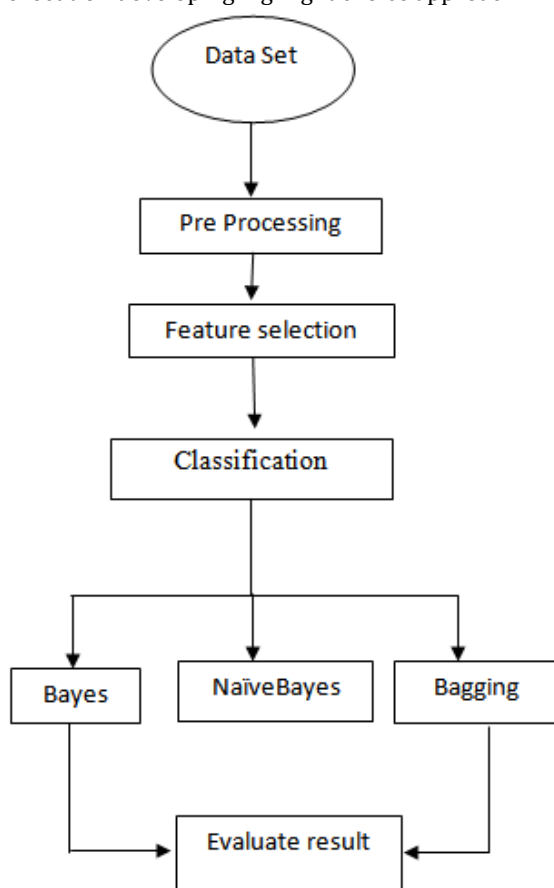 Data Set
Pre Processing
Feature selection
Classification
Bayes
NaïveBayes
Bagging
Evaluate result